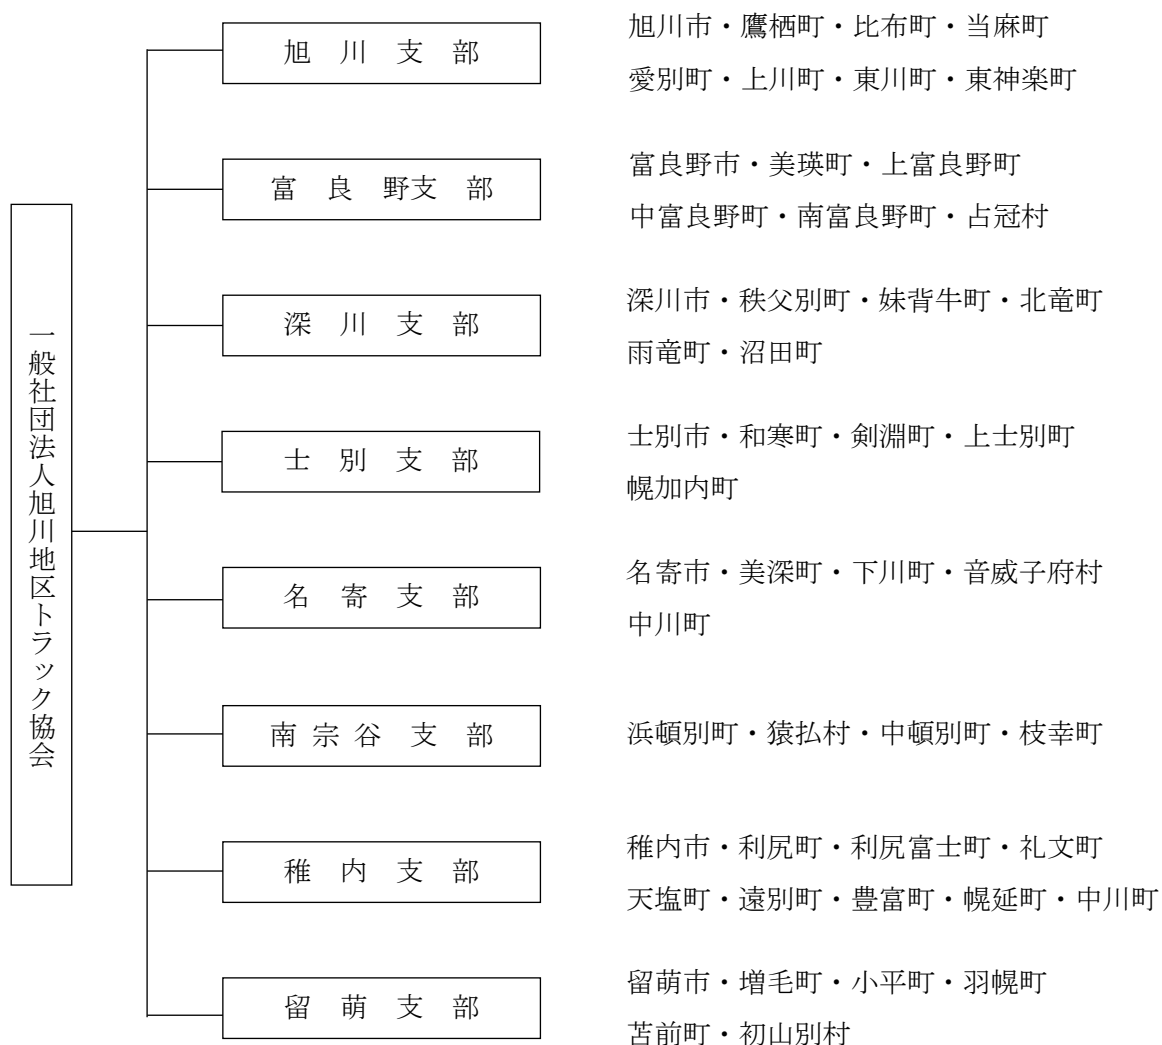 一般社団法人旭川地区トラック協会
旭川支部
旭川市・鷹栖町・比布町・当麻町
愛別町・上川町・東川町・東神楽町
富良野支部
富良野市・美瑛町・上富良野町
中富良野町・南富良野町・占冠村
深川支部
深川市・秩父別町・妹背牛町・北竜町
雨竜町・沼田町
士別支部
士別市・和寒町・剣淵町・上士別町
幌加内町
名寄支部
名寄市・美深町・下川町・音威子府村
中川町
南宗谷支部
浜頓別町・猿払村・中頓別町・枝幸町
稚内支部
稚内市・利尻町・利尻富士町・礼文町
天塩町・遠別町・豊富町・幌延町・中川町
留萌支部
留萌市・増毛町・小平町・羽幌町
苫前町・初山別村